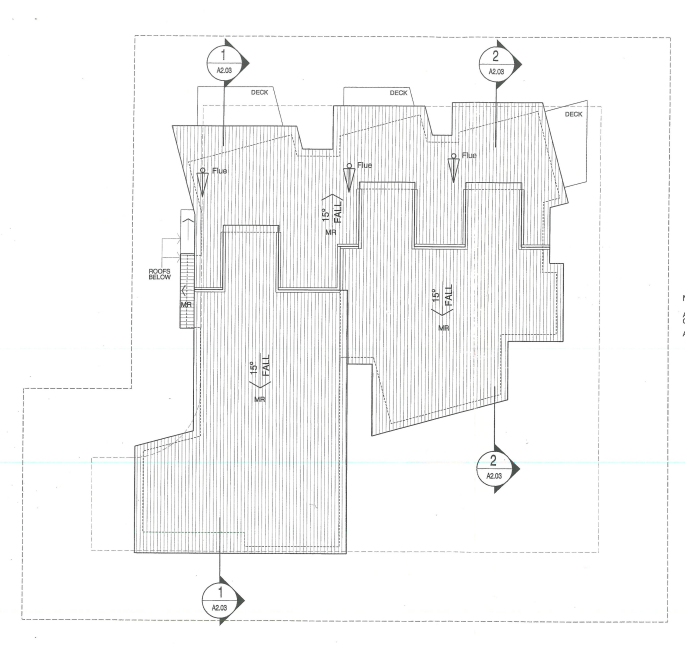 1
A2.03
2
A2.03
DECK
DECK
DECK
Flue
Flue
Flue
15°
FALL
MR
ROOFS
BELOW
MR
15°
FALL
MR
15°
FALL
MR
2
A2.03
1
A2.03